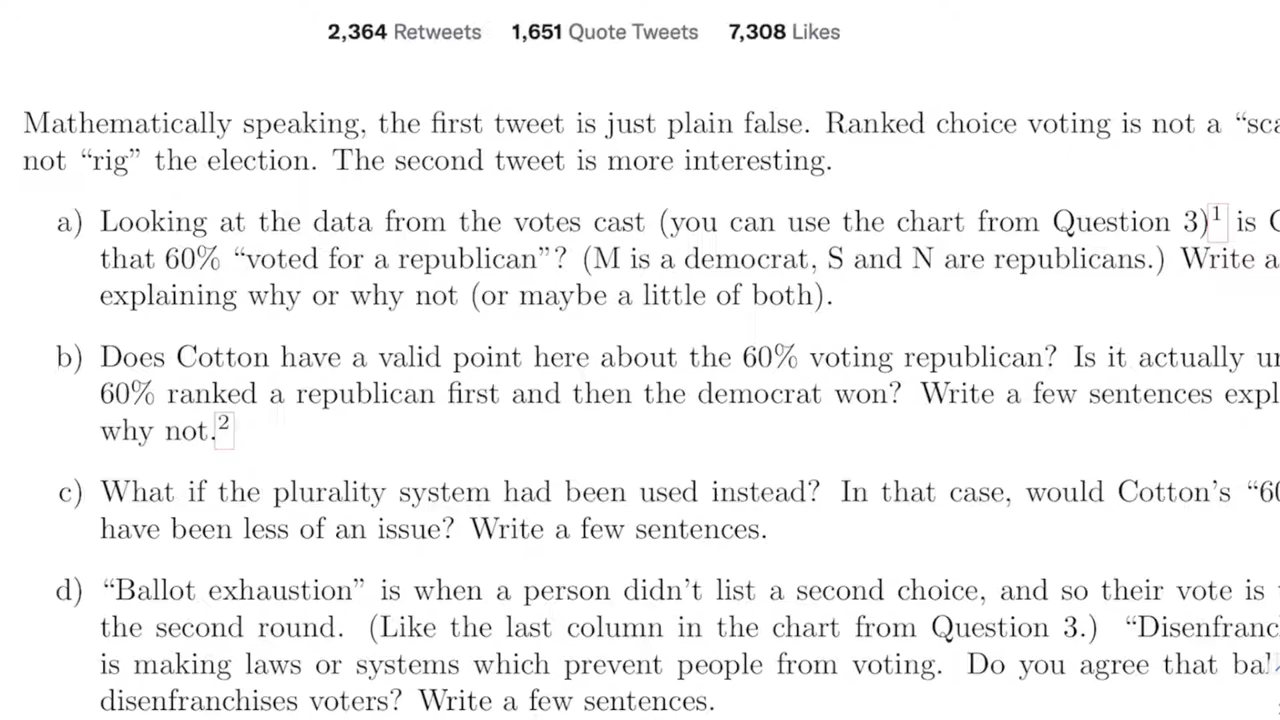 2,364 Retweets 1,651 Quote Tweets 7,308 Likes
Mathematically speaking, the first tweet is just plain false. Ranked choice voting is not a
not “rig” the election. The second tweet is more interesting.
a) Looking at the data from the votes cast (you can use the chart from Question 3)1 is
that 60% “voted for a republican”? (M is a democrat, S and N are republicans.) Write a
explaining why or why not (or maybe a little of both).
b) Does Cotton have a valid point here about the 60% voting republican? Is it actually
60% ranked a republican first and then the democrat won? Write a few sentences
why not.2
c) What if the plurality system had been used instead? In that case, would Cotton’s
have been less of an issue? Write a few sentences.
d) “Ballot exhaustion” is when a person didn’t list a second choice, and so their vote is
the second round. (Like the last column in the chart from Question 3.)
is making laws or systems which prevent people from voting. Do you agree that
disenfranchises voters? Write a few sentences.